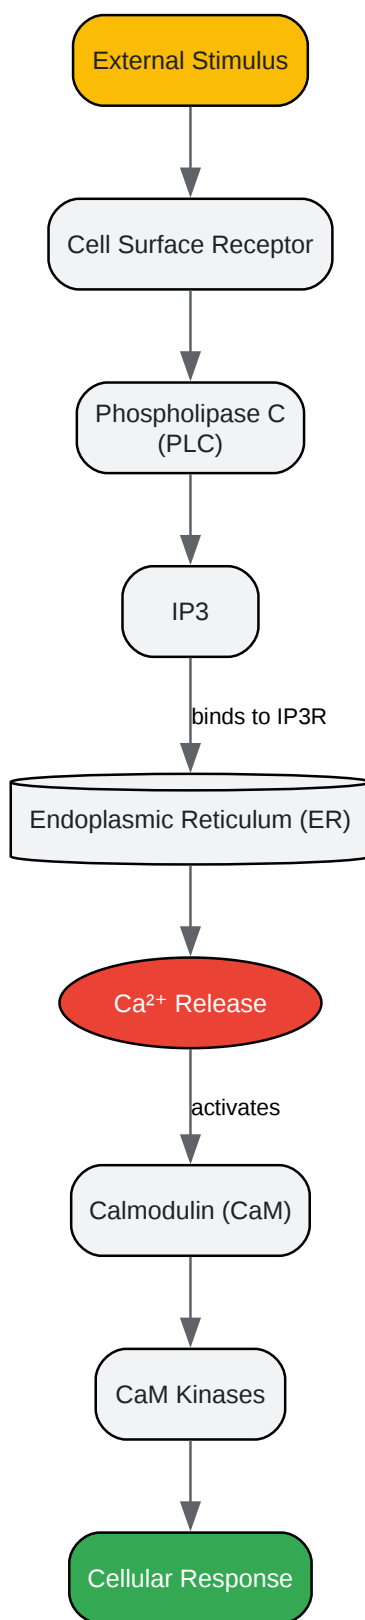 External Stimulus
Cell Surface Receptor
Phospholipase C
(PLC)
IP3
binds to IP3R
Endoplasmic Reticulum (ER)
Ca²⁺ Release
activates
Calmodulin (CaM)
CaM Kinases
Cellular Response